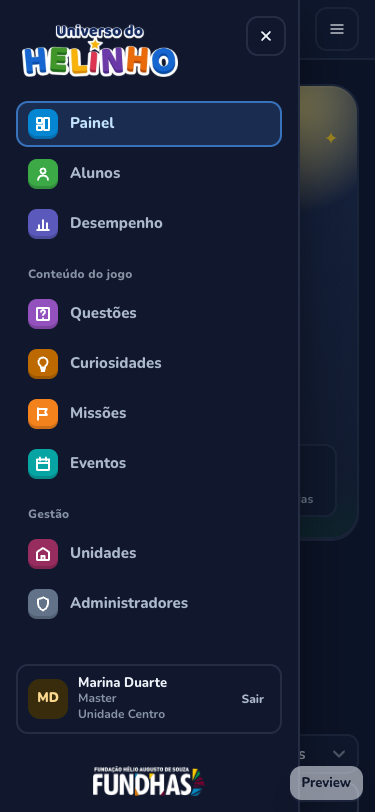 Universo do
HELINHO
Painel
Alunos
Desempenho
Conteúdo do jogo
Questões
Curiosidades
Missões
Eventos
as
Gestão
Unidades
Administradores
MD
Marina Duarte
Master
Unidade Centro
Sair
s
FUNDAÇÃO HÉLIO AUGUSTO DE SOUZA
FUNDHAS
Preview